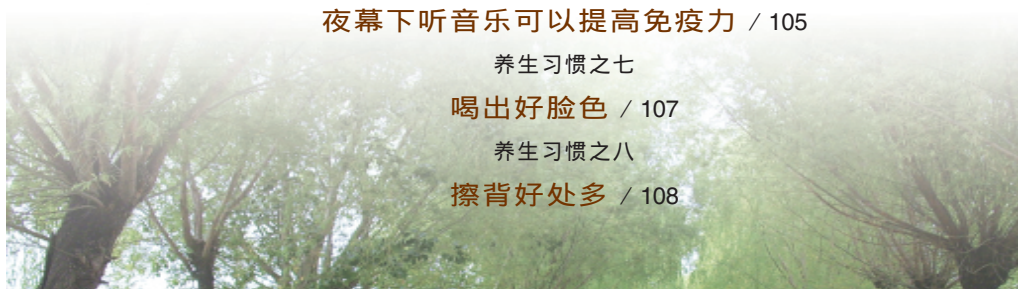 夜幕下听音乐可以提高免疫力 / 105
养生习惯之七
喝出好脸色 / 107
养生习惯之八
擦背好处多 / 108